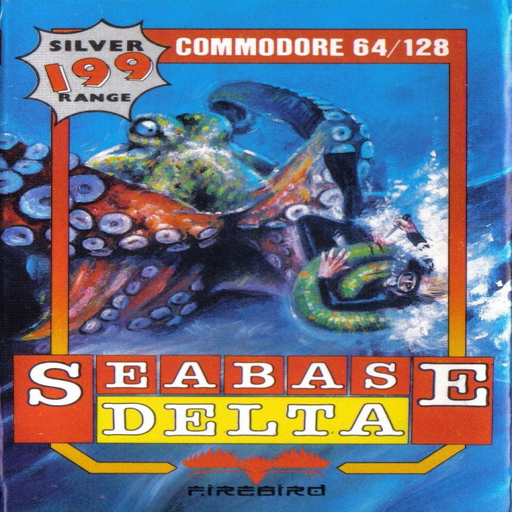 SILVER
199
RANGE
COMMODORE 64/128
SEABASE
DELTA
FIREBIRD